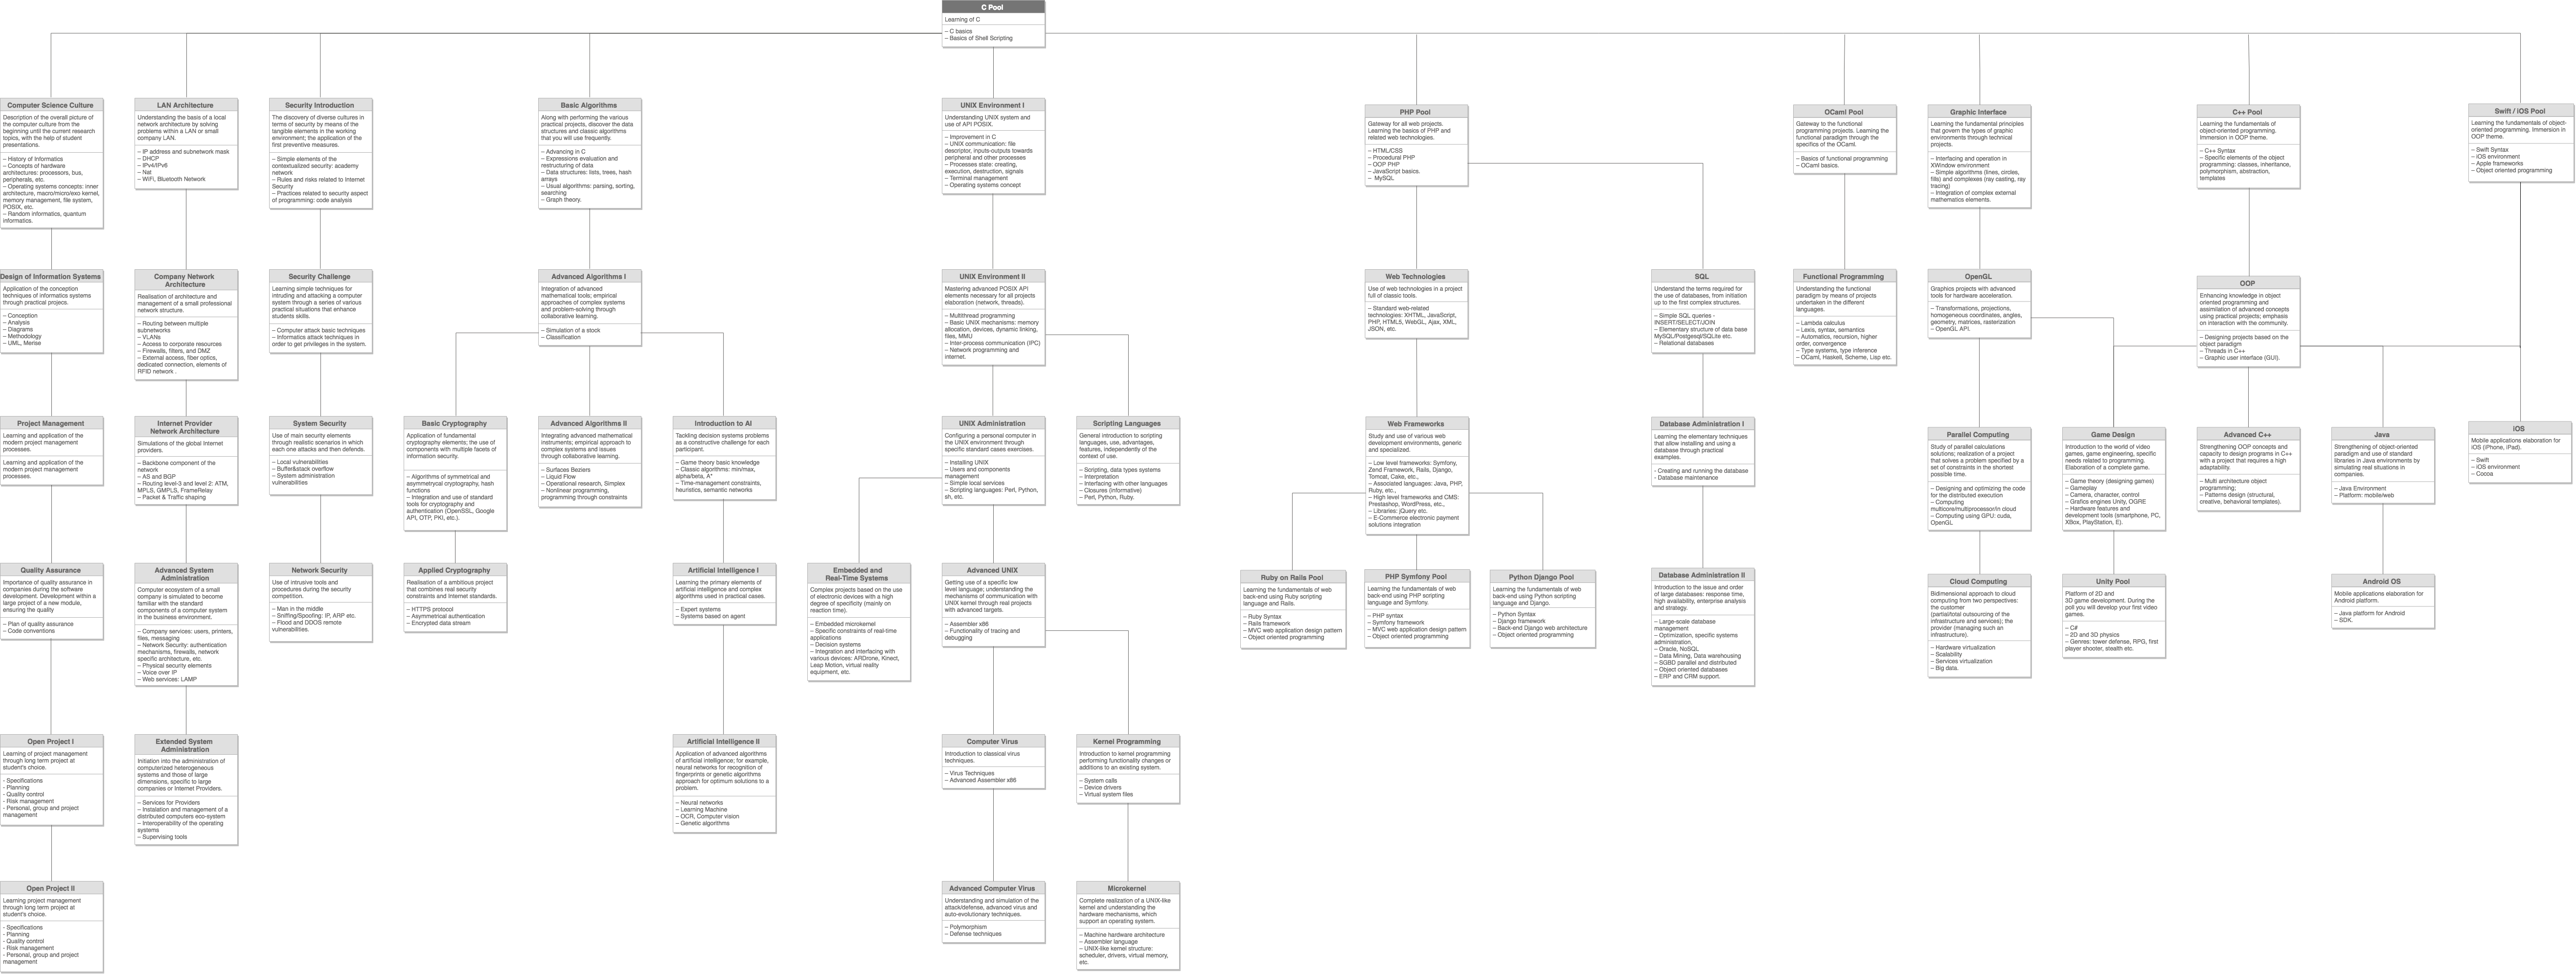 C Pool
Learning of C
– C basics
– Basics of Shell Scripting
Computer Science Culture
Description of the overall picture of
the computer culture from the
beginning until the current research
topics, with the help of student
presentations.
– History of Informatics
– Concepts of hardware
architectures: processor, bus,
peripherals, etc.
– Operating systems concepts: inner
architecture, macro/micro/exo kernel,
memory management, file system,
POSIX, etc.
– Random informatics, quantum
informatics.
LAN Architecture
Understanding the basis of a local
network architecture by solving
problems within a LAN or small
company LAN.
– IP address and subnetwork mask
– DHCP
– IPv4/IPv6
– Nat
– WiFi, Bluetooth Network
Security Introduction
The discovery of diverse cultures in
terms of security by means of the
tangible elements in the working
environment; the application of the
first preventive measures.
– Simple elements of the
contextualized security: academy
network
– Rules and risks related to Internet
Security
– Practices related to security aspect
of programming: code analysis
Basic Algorithms
Along with performing the various
practical projects, discover the data
structures and classic algorithms
that you will use frequently.
– Advancing in C
– Expressions evaluation and
restructuring of data
– Data structures: lists, trees, hash
arrays
– Usual algorithms: parsing, sorting,
searching
– Graph theory.
UNIX Environment I
Understanding UNIX system and
use of API POSIX.
– Improvement in C
– UNIX communication: file
descriptor, inputs-outputs towards
peripheral and other processes
– Processes state: creating,
execution, destruction, signals
– Terminal management
– Operating systems concept
PHP Pool
Gateway for all web projects.
Learning the basics of PHP and
related web technologies.
– HTML/CSS
– Procedural PHP
– OOP PHP
– JavaScript basics.
– MySQL
OCaml Pool
Gateway to the functional
programming projects. Learning the
functional paradigm through the
specifics of the OCaml.
– Basics of functional programming
– OCaml basics.
Graphic Interface
Learning the fundamental principles
that govern the types of graphic
environments through technical
projects.
– Interfacing and operation in
XWindow environment
– Simple algorithms (lines, circles,
fills) and complexes (ray casting, ray
tracing)
– Integration of complex external
mathematics elements.
C++ Pool
Learning the fundamentals of
object-oriented programming.
Immersion in OOP theme.
– C++ Syntax
– Specific elements of the object
programming: classes, inheritance,
polymorphism, abstraction,
templates
Swift / iOS Pool
Learning the fundamentals of object-
oriented programming. Immersion in
OOP theme.
– Swift Syntax
– iOS environment
– Apple frameworks
– Object oriented programming
Design of Information Systems
Application of the conception
techniques of informatics systems
through practical projects.
– Conception
– Analysis
– Diagrams
– Methodology
– UML, Merise
Company Network
Architecture
Realisation of architecture and
management of a small professional
network structure.
– Routing between multiple
subnetworks
– VLANs
– Access to corporate resources
– Firewalls, filters, and DMZ
– External access, fiber optics,
dedicated connection, elements of
RFID network .
Security Challenge
Learning simple techniques for
intruding and attacking a computer
system through a series of various
practical situations that enhance
students skills.
– Computer attack basic techniques
– Informatics attack techniques in
order to get privileges in the system.
Advanced Algorithms I
Integration of advanced
mathematical tools; empirical
approaches of complex systems
and problem-solving through
collaborative learning.
– Simulation of a stock
– Classification
UNIX Environment II
Mastering advanced POSIX API
elements necessary for all projects
elaboration (network, threads).
– Multithread programming
– Basic UNIX mechanisms: memory
allocation, devices, dynamic linking,
files, MMU
– Inter-process communication (IPC)
– Network programming and
internet.
Web Technologies
Use of web technologies in a project
full of classic tools.
– Standard web-related
technologies: XHTML, JavaScript,
PHP, HTML5, WebGL, Ajax, XML,
JSON, etc.
SQL
Understand the terms required for
the use of databases, from initiation
up to the first complex structures.
– Simple SQL queries -
INSERT/SELECT/JOIN
– Elementary structure of data base
MySQL/Postgesql/SQLite etc.
– Relational databases
Functional Programming
Understanding the functional
paradigm by means of projects
undertaken in the different
languages.
– Lambda calculus
– Lexis, syntax, semantics
– Automatics, recursion, higher
order, convergence
– Type systems, type inference
– OCaml, Haskell, Scheme, Lisp etc.
OpenGL
Graphics projects with advanced
tools for hardware acceleration.
– Transformations, projections,
homogeneous coordinates, angles,
geometry, matrices, rasterization
– OpenGL API.
OOP
Enhancing knowledge in object
oriented programming and
assimilation of advanced concepts
using practical projects; emphasis
on interaction with the community.
– Designing projects based on the
object paradigm
– Threads in C++
– Graphic user interface (GUI).
Project Management
Learning and application of the
modern project management
processes.
Learning and application of the
modern project management
processes.
Internet Provider
Network Architecture
Simulations of the global Internet
providers.
– Backbone component of the
network
– AS and BGP
– Routing level-3 and level 2: ATM,
MPLS, GMPLS, FrameRelay
– Packet & Traffic shaping
System Security
Use of main security elements
through realistic scenarios in which
each one attacks and then defends.
– Local vulnerabilities
– Buffer&stack overflow
– System administration
vulnerabilities
Basic Cryptography
Application of fundamental
cryptography elements; the use of
components with multiple facets of
information security.
– Algorithms of symmetrical and
asymmetrycal cryptography, hash
functions
– Integration and use of standard
tools for cryptography and
authentication (OpenSSL, Google
API, OTP, PKI, etc.).
Advanced Algorithms II
Integrating advanced mathematical
instruments; empirical approach to
complex systems and issues
through collaborative learning.
– Surfaces Beziers
– Liquid Flow
– Operational research, Simplex
– Nonlinear programming,
programming through constraints
Introduction to AI
Tackling decision systems problems
as a constructive challenge for each
participant.
– Game theory basic knowledge
– Classic algorithms: min/max,
alpha/beta, A*
– Time-management constraints,
heuristics, semantic networks
UNIX Administration
Configuring a personal computer in
the UNIX environment through
specific standard cases exercises.
– Installing UNIX
– Users and components
management
– Simple local services
– Scripting languages: Perl, Python,
sh, etc.
Scripting Languages
General introduction to scripting
languages, use, advantages,
features, independently of the
context of use.
– Scripting, data types systems
– Interpretation
– Interfacing with other languages
– Closures (informative)
– Perl, Python, Ruby.
Web Frameworks
Study and use of various web
development environments, generic
and specialized.
– Low level frameworks: Symfony,
Zend Framework, Rails, Django,
Tomcat, Cake, etc.,
– Associated languages: Java, PHP,
Ruby, etc.,
– High level frameworks and CMS:
Prestashop, WordPress, etc.,
– Libraries: jQuery etc.
– E-Commerce electronic payment
solutions integration
Database Administration I
Learning the elementary techniques
that allow installing and using a
database through practical
examples.
- Creating and running the database
- Database maintenance
Parallel Computing
Study of parallel calculations
solutions; realization of a project
that solves a problem specified by a
set of constraints in the shortest
possible time.
– Designing and optimizing the code
for the distributed execution
– Computing
multicore/multiprocessor/in cloud
– Computing using GPU: cuda,
OpenGL
Game Design
Introduction to the world of video
games, game engineering, specific
needs related to programming.
Elaboration of a complete game.
– Game theory (designing games)
– Gameplay
– Camera, character, control
– Grafics engines Unity, OGRE
– Hardware features and
development tools (smartphone, PC,
XBox, PlayStation, E).
Advanced C++
Strengthening OOP concepts and
capacity to design programs in C++
with a project that requires a high
adaptability.
– Multi architecture object
programming;
– Patterns design (structural,
creative, behavioral templates).
Java
Strengthening of object-oriented
paradigm and use of standard
libraries in Java environments by
simulating real situations in
companies.
– Java Environment
– Platform: mobile/web
iOS
Mobile applications elaboration for
iOS (iPhone, iPad).
– Swift
– iOS environment
– Cocoa
Quality Assurance
Importance of quality assurance in
companies during the software
development. Development within a
large project of a new module,
ensuring the quality
– Plan of quality assurance
– Code conventions
Advanced System
Administration
Computer ecosystem of a small
company is simulated to become
familiar with the standard
components of a computer system
in the business environment.
– Company services: users, printers,
files, messaging
– Network Security: authentication
mechanisms, firewalls, network
specific architecture, etc.
– Physical security elements
– Voice over IP
– Web services: LAMP
Network Security
Use of intrusive tools and
procedures during the security
competition.
– Man in the middle
– Sniffing/Spoofing: IP, ARP etc.
– Flood and DDOS remote
vulnerabilities.
Applied Cryptography
Realisation of a ambitious project
that combines real security
constraints and Internet standards.
– HTTPS protocol
– Asymmetrical authentication
– Encrypted data stream
Artificial Intelligence I
Learning the primary elements of
artificial intelligence and complex
algorithms used in practical cases.
– Expert systems
– Systems based on agent
Embedded and
Real-Time Systems
Complex projects based on the use
of electronic devices with a high
degree of specificity (mainly on
reaction time).
– Embedded microkernel
– Specific constraints of real-time
applications
– Decision systems
– Integration and interfacing with
various devices: ARDrone, Kinect,
Leap Motion, virtual reality
equipment, etc.
Advanced UNIX
Getting use of a specific low
level language; understanding the
mechanisms of communication with
UNIX kernel through real projects
with advanced targets.
– Assembler x86
– Functionality of tracing and
debugging
Ruby on Rails Pool
Learning the fundamentals of web
back-end using Ruby scripting
language and Rails.
– Ruby Syntax
– Rails framework
– MVC web application design pattern
– Object oriented programming
PHP Symfony Pool
Learning the fundamentals of web
back-end using PHP scripting
language and Symfony.
– PHP syntax
– Symfony framework
– MVC web application design pattern
– Object oriented programming
Python Django Pool
Learning the fundamentals of web
back-end using Python scripting
language and Django.
– Python Syntax
– Django framework
– Back-end Django web architecture
– Object oriented programming
Database Administration II
Introduction to the issue and order
of large databases: response time,
high availability, enterprise analysis
and strategy.
– Large-scale database
management
– Optimization, specific systems
administration,
– Oracle, NoSQL
– Data Mining, Data warehousing
– SGBD parallel and distributed
– Object oriented databases
– ERP and CRM support.
Cloud Computing
Bidimensional approach to cloud
computing from two perspectives:
the customer
(partial/total outsourcing of the
infrastructure and services); the
provider (managing such an
infrastructure).
– Hardware virtualization
– Scalability
– Services virtualization
– Big data.
Unity Pool
Platform of 2D and
3D game development. During the
poll you will develop your first video
games.
– C#
– 2D and 3D physics
– Genres: tower defense, RPG, first
player shooter, stealth etc.
Android OS
Mobile applications elaboration for
Android platform.
– Java platform for Android
– SDK.
Open Project I
Learning of project management
through long term project at
student's choice.
- Specifications
- Planning
- Quality control
- Risk management
- Personal, group and project
management
Extended System
Administration
Initiation into the administration of
computerized heterogeneous
systems and those of large
dimensions, specific to large
companies or Internet Providers.
– Services for Providers
– Instalation and management of a
distributed computers eco-system
– Interoperability of the operating
systems
– Supervising tools
Artificial Intelligence II
Application of advanced algorithms
of artificial intelligence; for example,
neural networks for recognition of
fingerprints or genetic algorithms
approach for optimum solutions to a
problem.
– Neural networks
– Learning Machine
– OCR, Computer vision
– Genetic algorithms
Computer Virus
Introduction to classical virus
techniques.
– Virus Techniques
– Advanced Assembler x86
Kernel Programming
Introduction to kernel programming
performing functionality changes or
additions to an existing system.
– System calls
– Device drivers
– Virtual system files
Open Project II
Learning project management
through long term project at
student's choice.
- Specifications
- Planning
- Quality control
- Risk management
- Personal, group and project
management
Advanced Computer Virus
Understanding and simulation of the
attack/defense, advanced virus and
auto-evolutionary techniques.
– Polymorphism
– Defense techniques
Microkernel
Complete realization of a UNIX-like
kernel and understanding the
hardware mechanisms, which
support an operating system.
– Machine hardware architecture
– Assembler language
– UNIX-like kernel structure:
scheduler, drivers, virtual memory,
etc.